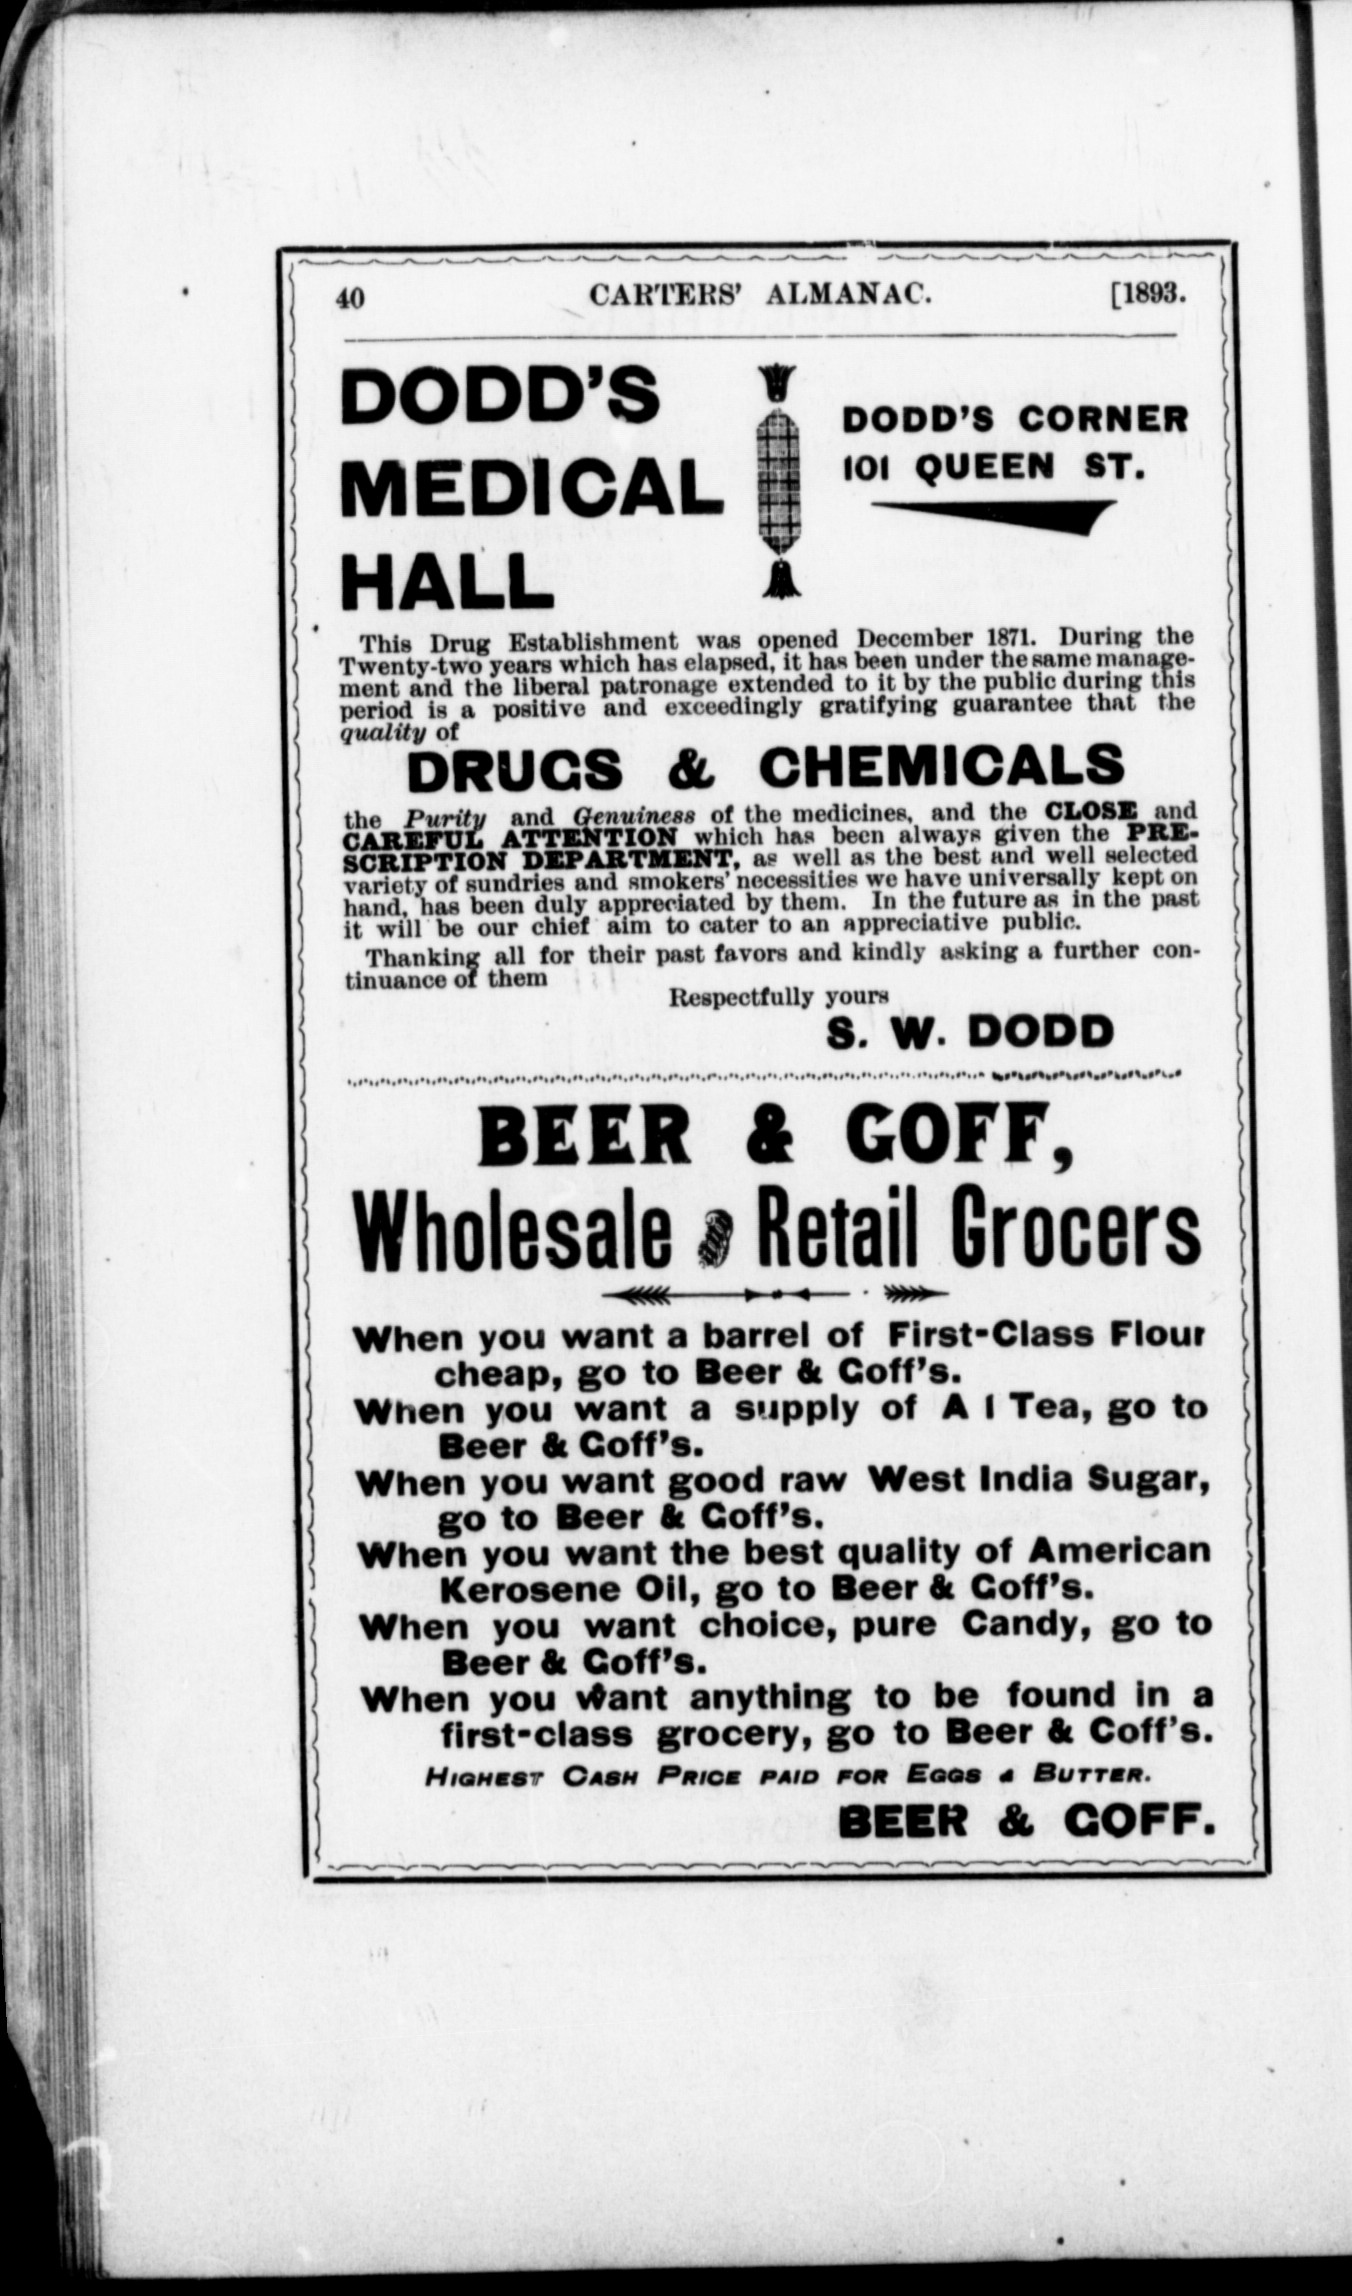 40 CARTERS' ALMANAC. [1893.
DODD'S
MEDICAL
HALL
DODD'S CORNER
101 QUEEN ST.
This Drug Establishment was opened December 1871. During the
Twenty-two years which has elapsed, it has been under the same manage-
ment and the liberal patronage extended to it by the public during this
period is a positive and exceedingly gratifying guarantee that the
quality of
DRUGS & CHEMICALS
the Purity and Genuiness of the medicines, and the CLOSE and
CAREFUL ATTENTION which has been always given the PRE-
SCRIPTION DEPARTMENT, as well as the best and well selected
variety of sundries and smokers' necessities we have universally kept on
hand, has been duly appreciated by them. In the future as in the past
it will be our chief aim to cater to an appreciative public.
Thanking all for their past favors and kindly asking a further con-
tinuance of them
Respectfully yours
S. W. DODD
BEER & GOFF,
Wholesale Retail Grocers
When you want a barrel of First-Class Flour
cheap, go to Beer & Goff's.
When you want a supply of A 1 Tea, go to
Beer & Goff's.
When you want good raw West India Sugar,
go to Beer & Goff's.
When you want the best quality of American
Kerosene Oil, go to Beer & Goff's.
When you want choice, pure Candy, go to
Beer & Goff's.
When you want anything to be found in a
first-class grocery, go to Beer & Goff's.
HIGHEST CASH PRICE PAID FOR EGGS & BUTTER.
BEER & GOFF.